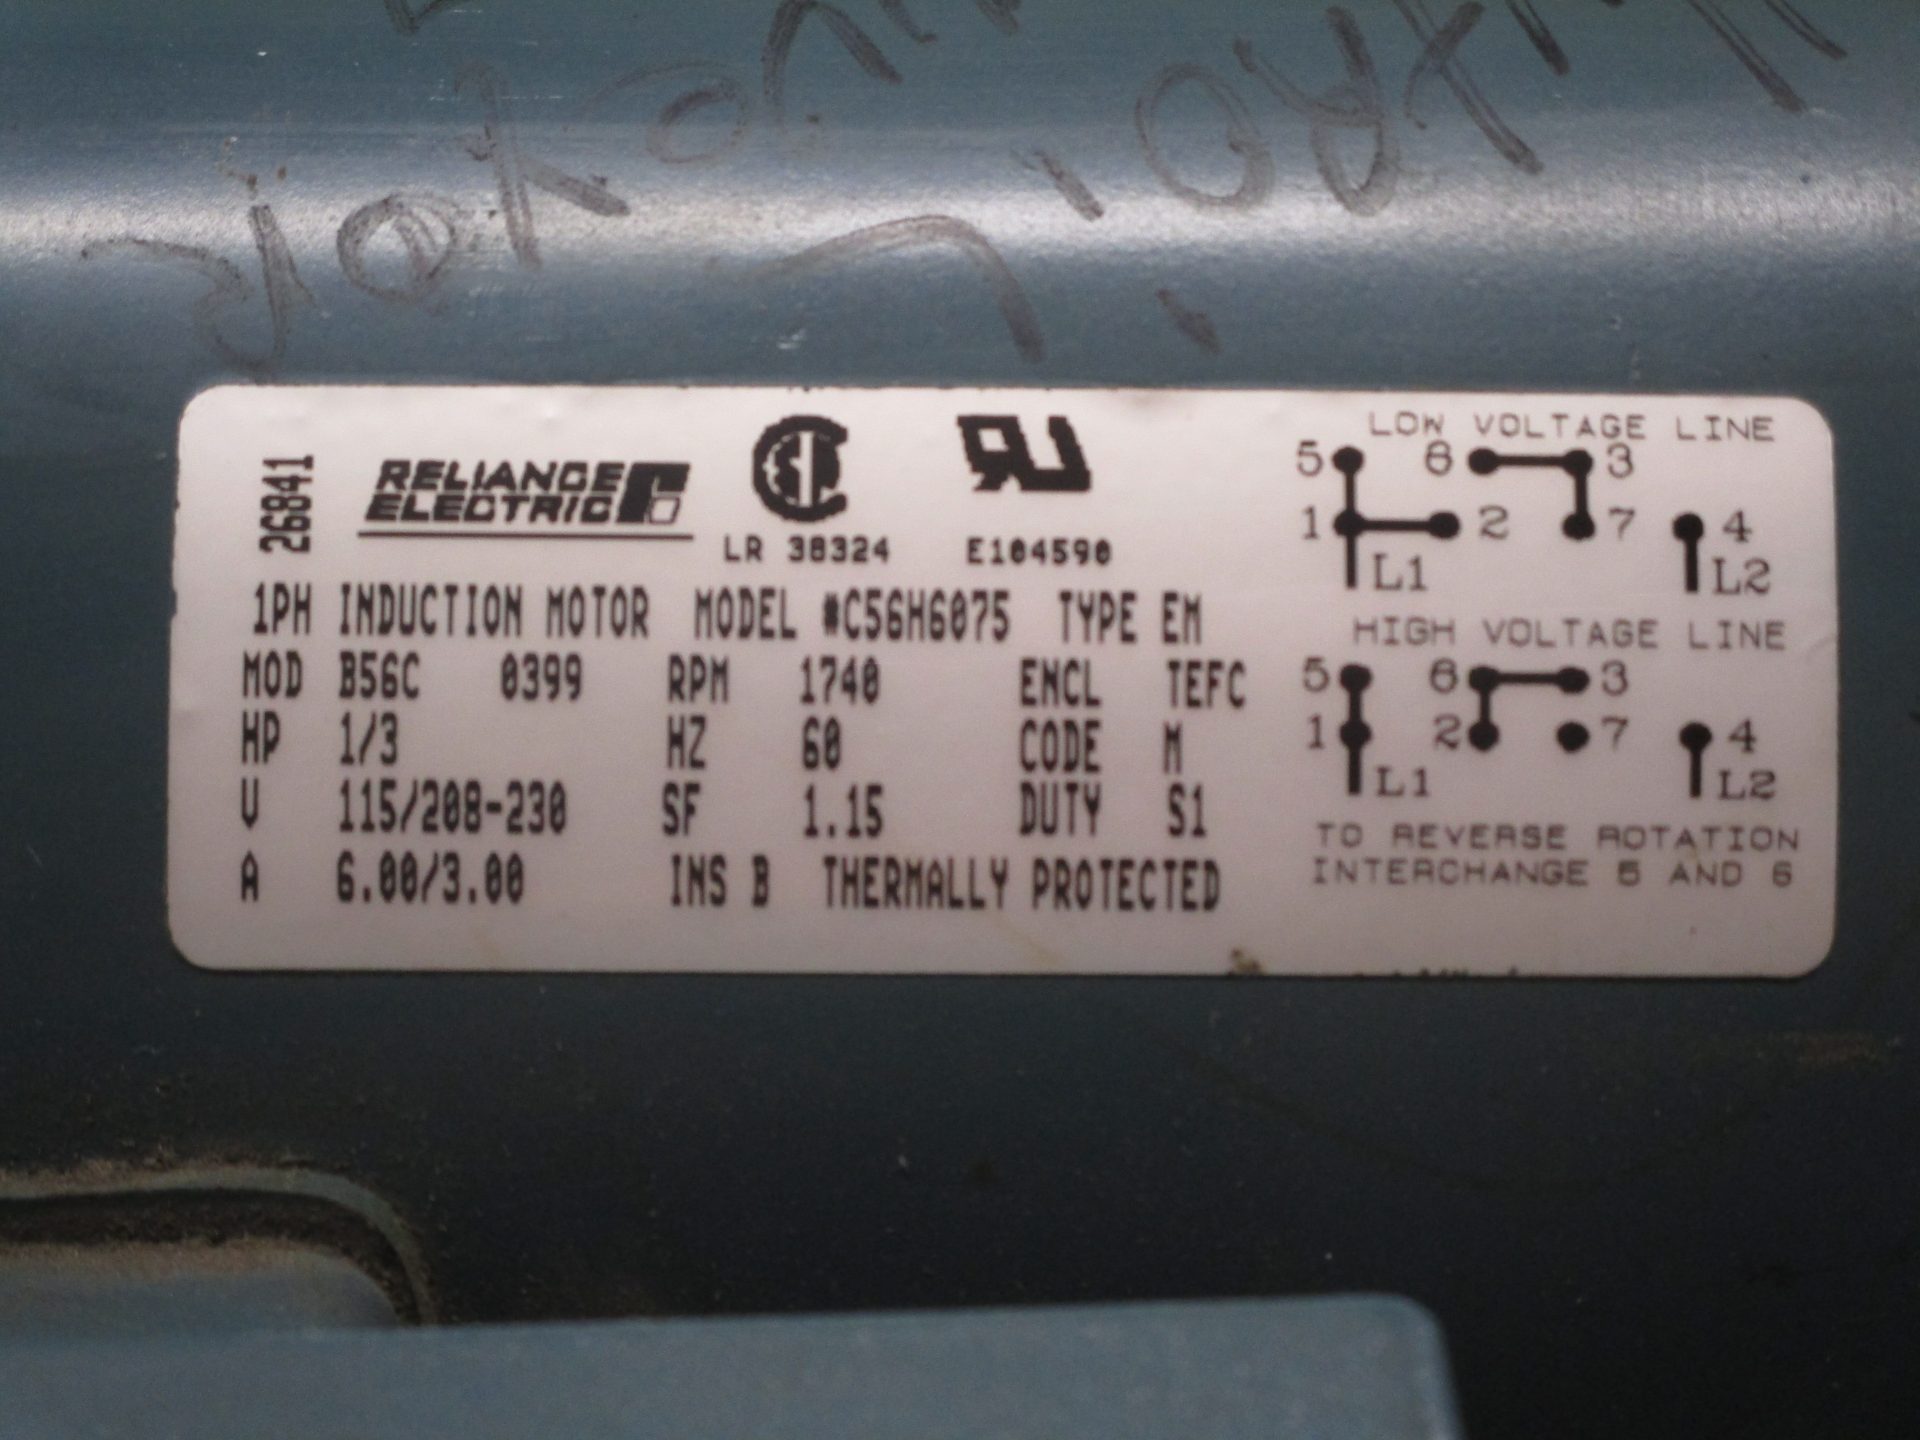 26841
RELIANCE
ELECTRIC
LR 38324
E104590
1PH INDUCTION MOTOR MODEL #C56H6075 TYPE EM
MOD B56C 0399 RPM 1740 ENCL TEFC
HP 1/3 HZ 60 CODE M
V 115/208-230 SF 1.15 DUTY S1
A 6.00/3.00 INS B THERMALLY PROTECTED
LOW VOLTAGE LINE
5 6 3
1 2 7 4
L1 L2
HIGH VOLTAGE LINE
5 6 3
1 2 7 4
L1 L2
TO REVERSE ROTATION
INTERCHANGE 5 AND 6